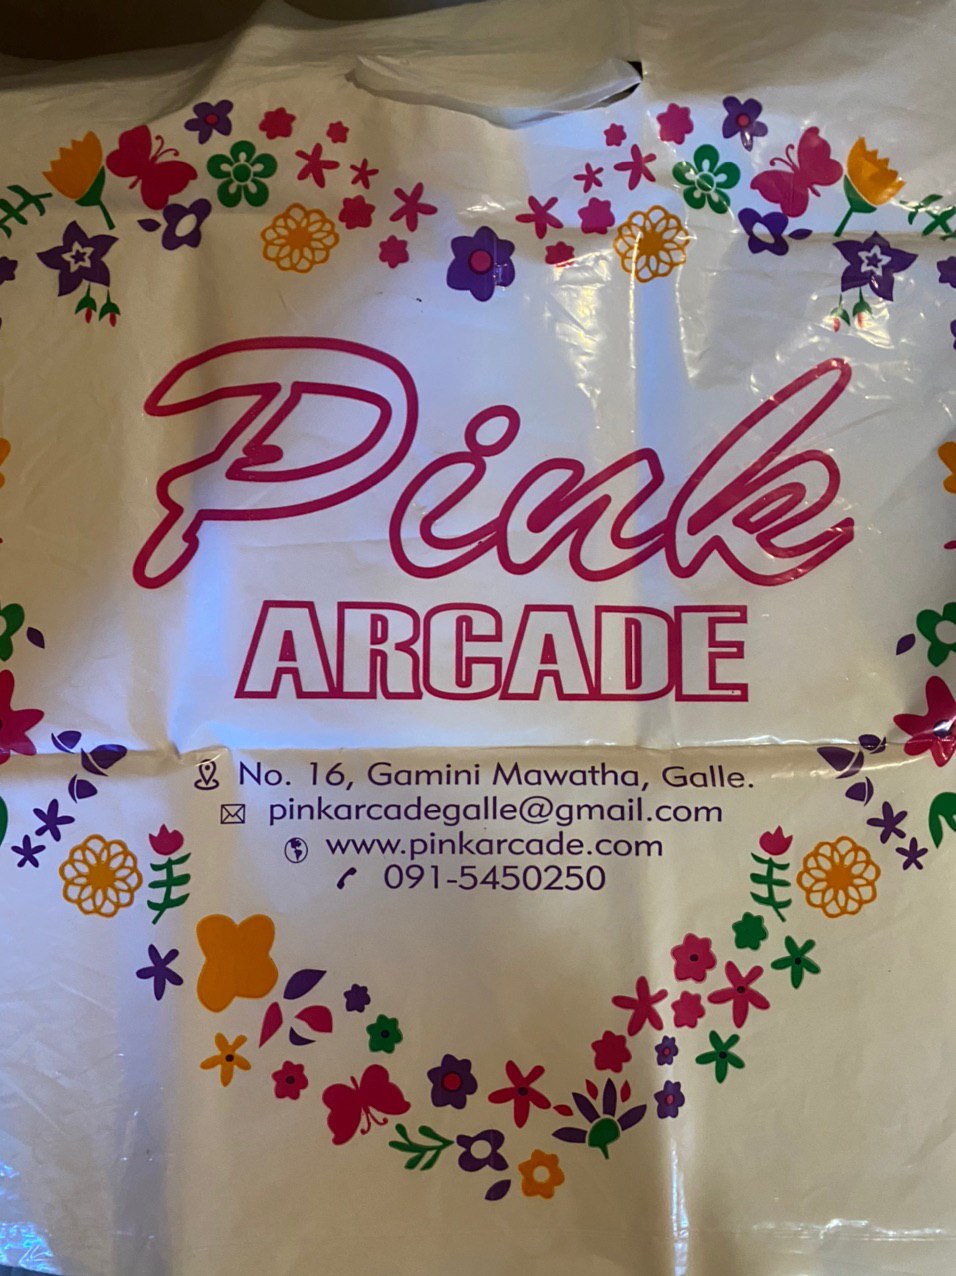 Pink
ARCADE
No. 16, Gamini Mawatha, Galle.
pinkarcadegalle@gmail.com
www.pinkarcade.com
091-5450250